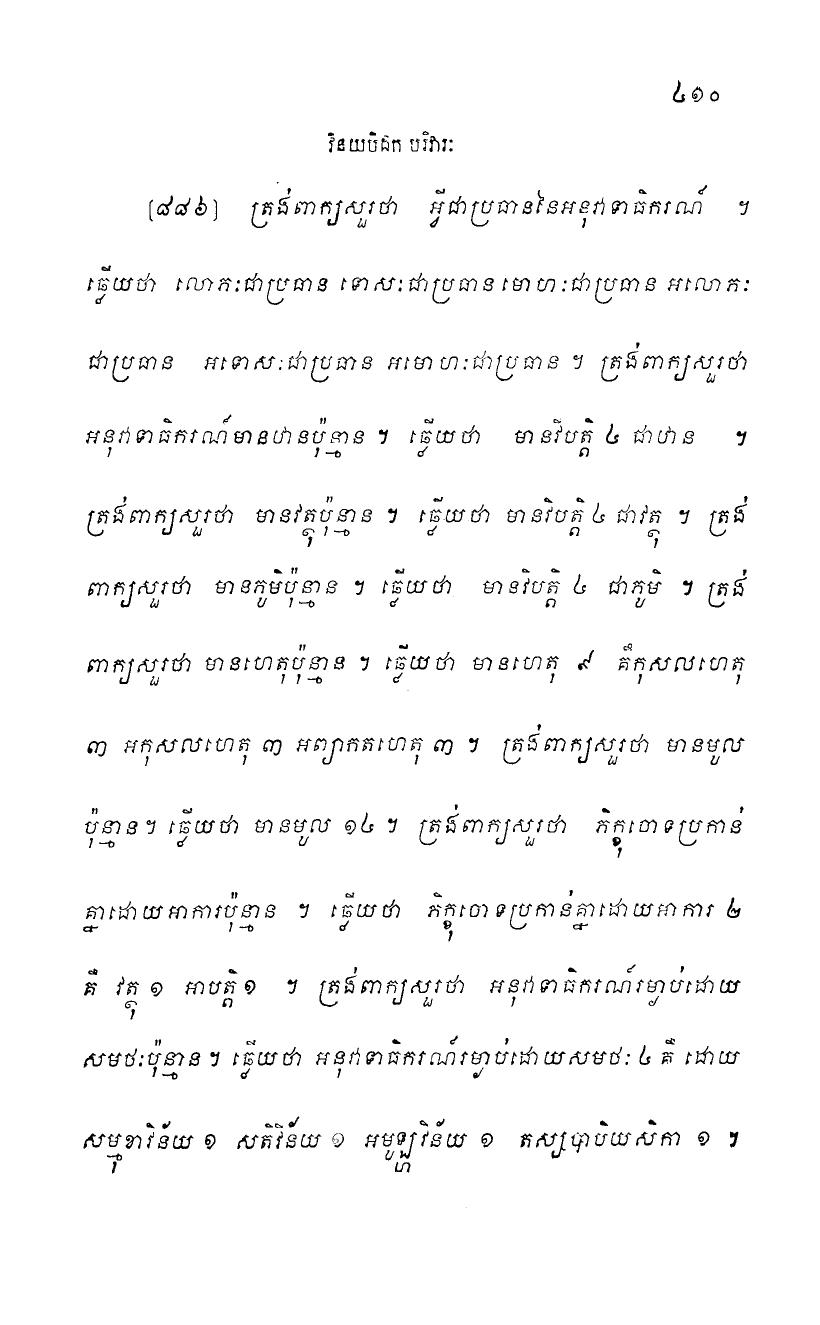 ៤១០
វិនយបិដក បរិវារៈ
[៨៨៦] ត្រង់ពាក្យសួរថា អ្វីជាប្រធាននៃអនុវាទាធិករណ៍ ។
ឆ្លើយថា លោភៈជាប្រធាន ទោសៈជាប្រធាន មោហៈជាប្រធាន អលោភៈ
ជាប្រធាន អទោសៈជាប្រធាន អមោហៈជាប្រធាន ។ ត្រង់ពាក្យសួរថា
អនុវាទាធិករណ៍មានឋានប៉ុន្មាន ។ ឆ្លើយថា មានវិបត្តិ ៤ ជាឋាន ។
ត្រង់ពាក្យសួរថា មានវត្ថុប៉ុន្មាន ។ ឆ្លើយថា មានវិបត្តិ ៤ ជាវត្ថុ ។ ត្រង់
ពាក្យសួរថា មានភូមិប៉ុន្មាន ។ ឆ្លើយថា មានវិបត្តិ ៤ ជាភូមិ ។ ត្រង់
ពាក្យសួរថា មានហេតុប៉ុន្មាន ។ ឆ្លើយថា មានហេតុ ៩ គឺកុសលហេតុ
៣ អកុសលហេតុ ៣ អព្យាកតហេតុ ៣ ។ ត្រង់ពាក្យសួរថា មានមូល
ប៉ុន្មាន ។ ឆ្លើយថា មានមូល ១៤ ។ ត្រង់ពាក្យសួរថា ភិក្ខុចោទប្រកាន់
គ្នាដោយអាការប៉ុន្មាន ។ ឆ្លើយថា ភិក្ខុចោទប្រកាន់គ្នាដោយអាការ ២
គឺ វត្ថុ ១ អាបត្តិ ១ ។ ត្រង់ពាក្យសួរថា អនុវាទាធិករណ៍រម្ងាប់ដោយ
សមថៈប៉ុន្មាន ។ ឆ្លើយថា អនុវាទាធិករណ៍រម្ងាប់ដោយសមថៈ ៤ គឺ ដោយ
សម្មុខាវិន័យ ១ សតិវិន័យ ១ អមូឡ្ហវិន័យ ១ តស្សបាបិយសិកា ១ ។